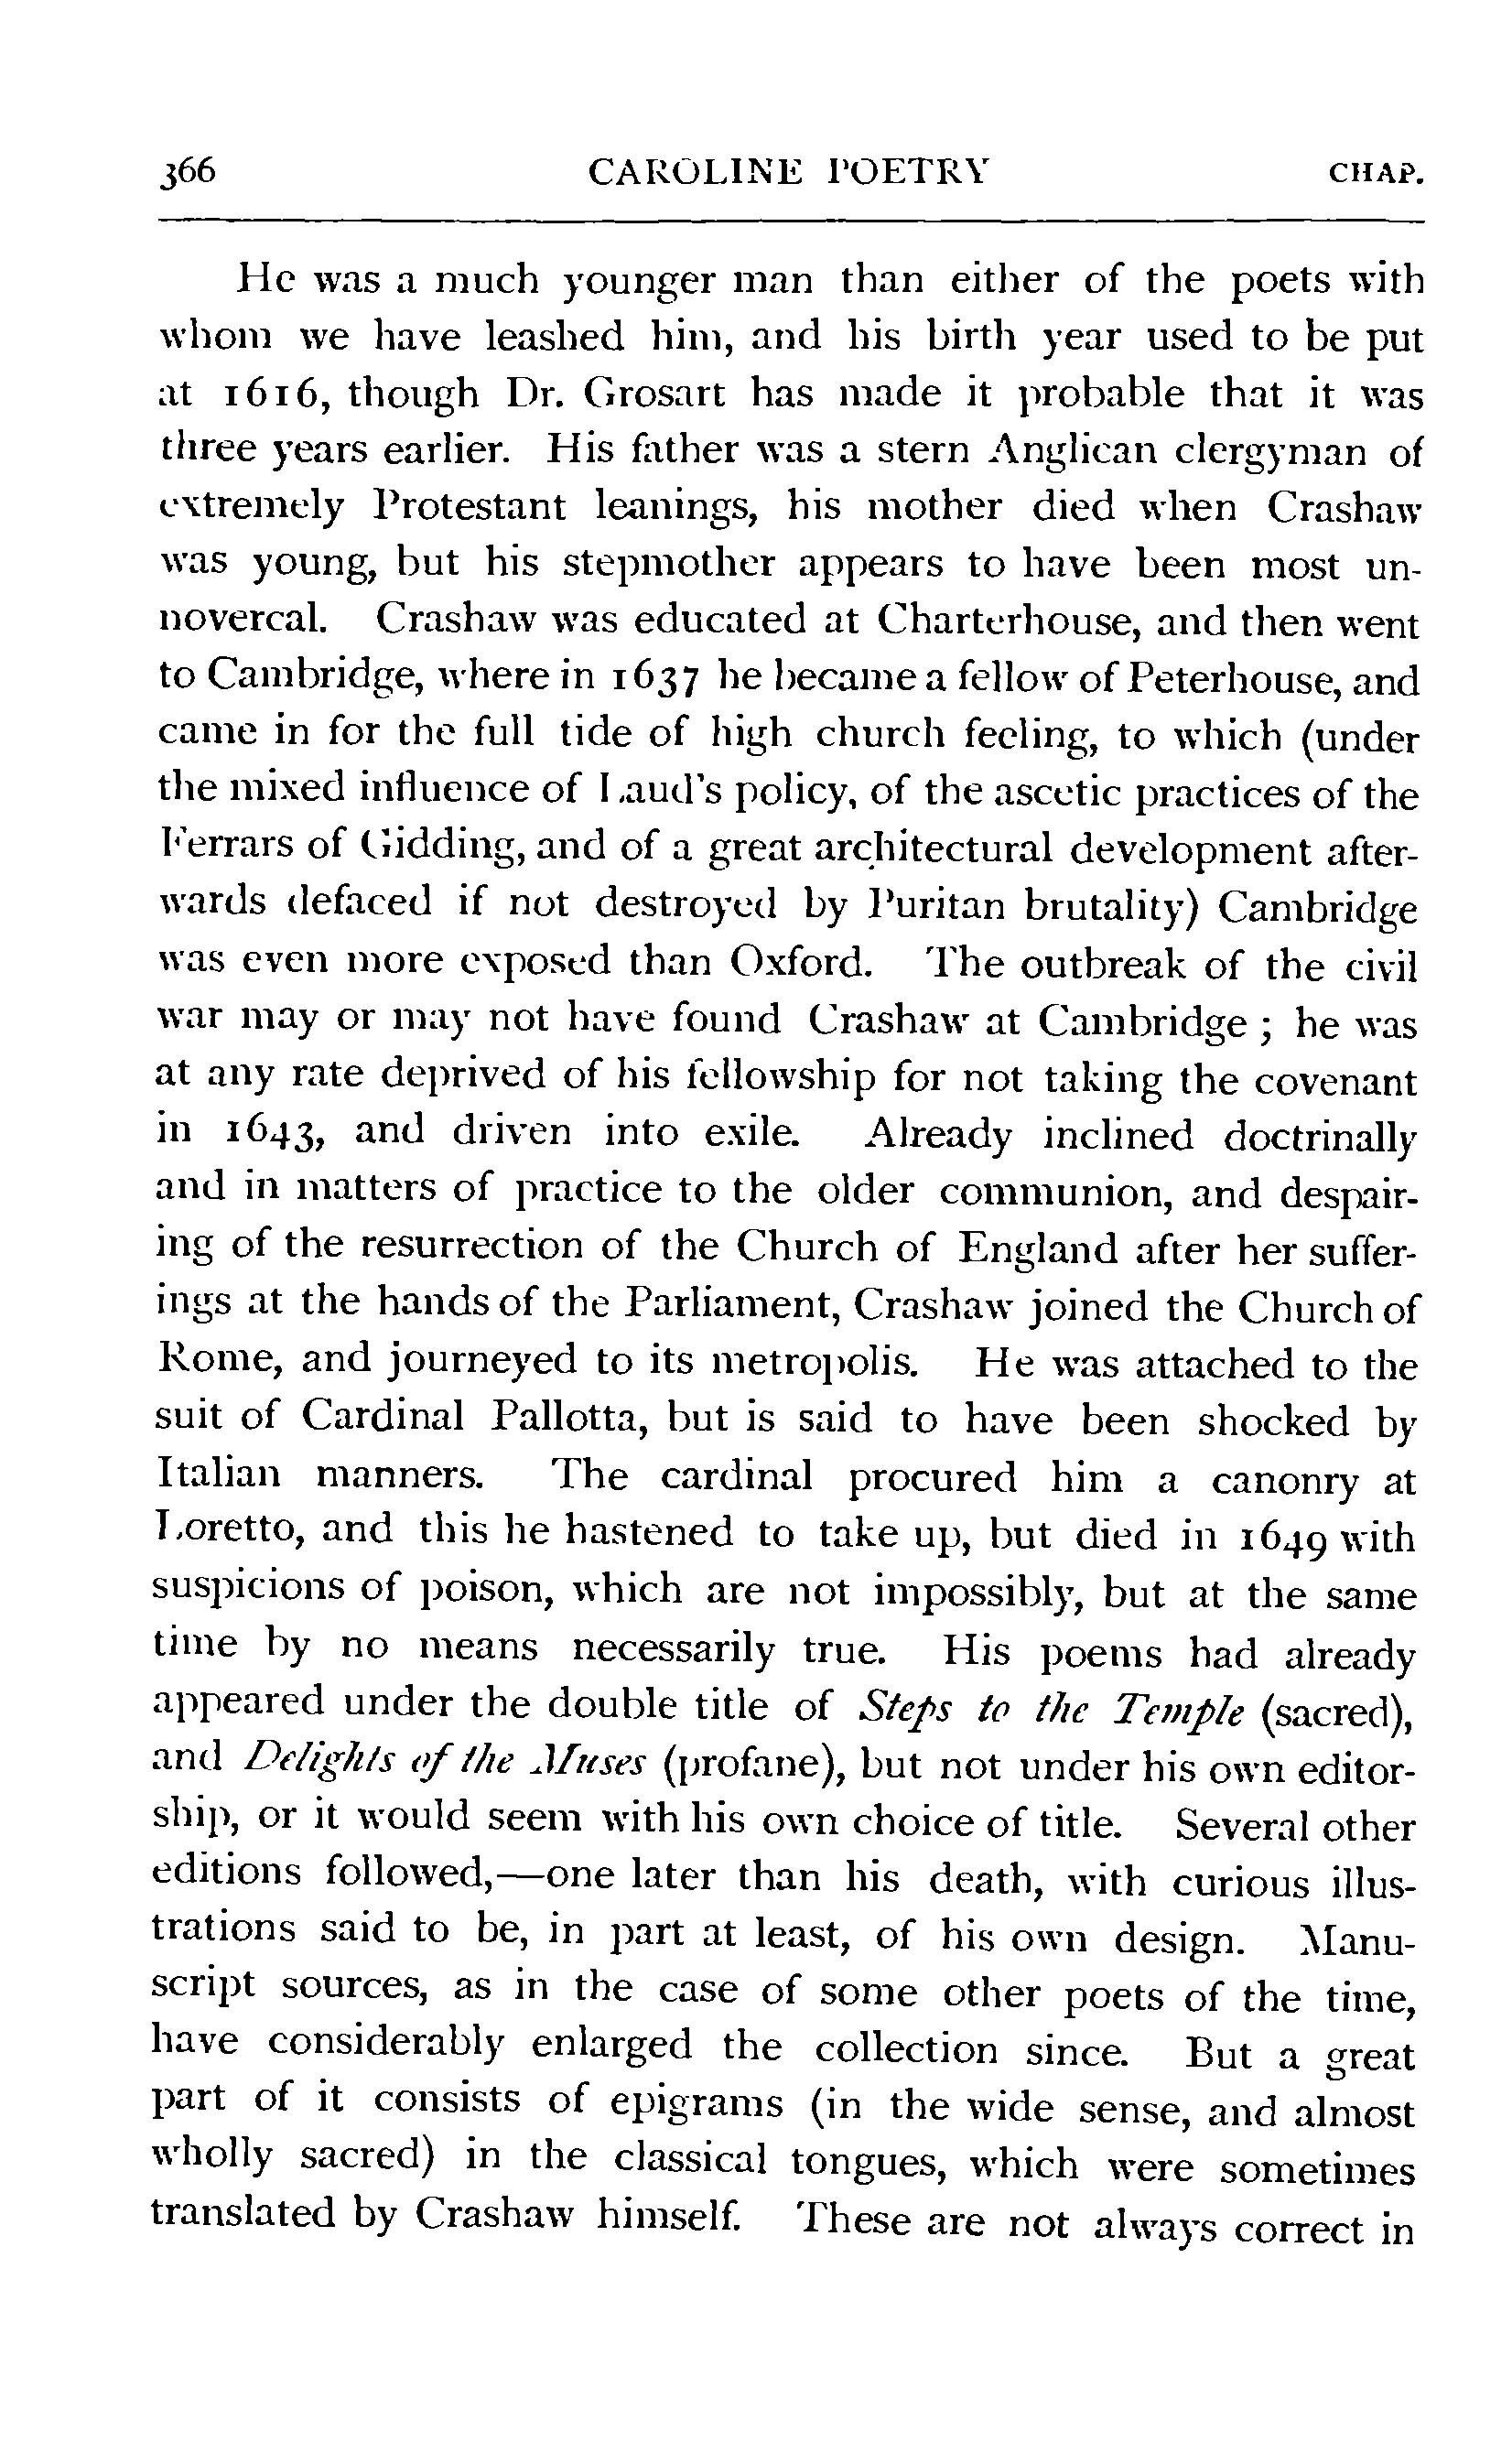 366 CAROLINE POETRY CHAP.
He was a much younger man than either of the poets with
whom we have leashed him, and his birth year used to be put
at 1616, though Dr. Grosart has made it probable that it was
three years earlier. His father was a stern Anglican clergyman of
extremely Protestant leanings, his mother died when Crashaw
was young, but his stepmother appears to have been most un-
novercal. Crashaw was educated at Charterhouse, and then went
to Cambridge, where in 1637 he became a fellow of Peterhouse, and
came in for the full tide of high church feeling, to which (under
the mixed influence of Laud's policy, of the ascetic practices of the
Ferrars of Gidding, and of a great architectural development after-
wards defaced if not destroyed by Puritan brutality) Cambridge
was even more exposed than Oxford. The outbreak of the civil
war may or may not have found Crashaw at Cambridge ; he was
at any rate deprived of his fellowship for not taking the covenant
in 1643, and driven into exile. Already inclined doctrinally
and in matters of practice to the older communion, and despair-
ing of the resurrection of the Church of England after her suffer-
ings at the hands of the Parliament, Crashaw joined the Church of
Rome, and journeyed to its metropolis. He was attached to the
suit of Cardinal Pallotta, but is said to have been shocked by
Italian manners. The cardinal procured him a canonry at
Loretto, and this he hastened to take up, but died in 1649 with
suspicions of poison, which are not impossibly, but at the same
time by no means necessarily true. His poems had already
appeared under the double title of Steps to the Temple (sacred),
and Delights of the Muses (profane), but not under his own editor-
ship, or it would seem with his own choice of title. Several other
editions followed,—one later than his death, with curious illus-
trations said to be, in part at least, of his own design. Manu-
script sources, as in the case of some other poets of the time,
have considerably enlarged the collection since. But a great
part of it consists of epigrams (in the wide sense, and almost
wholly sacred) in the classical tongues, which were sometimes
translated by Crashaw himself. These are not always correct in